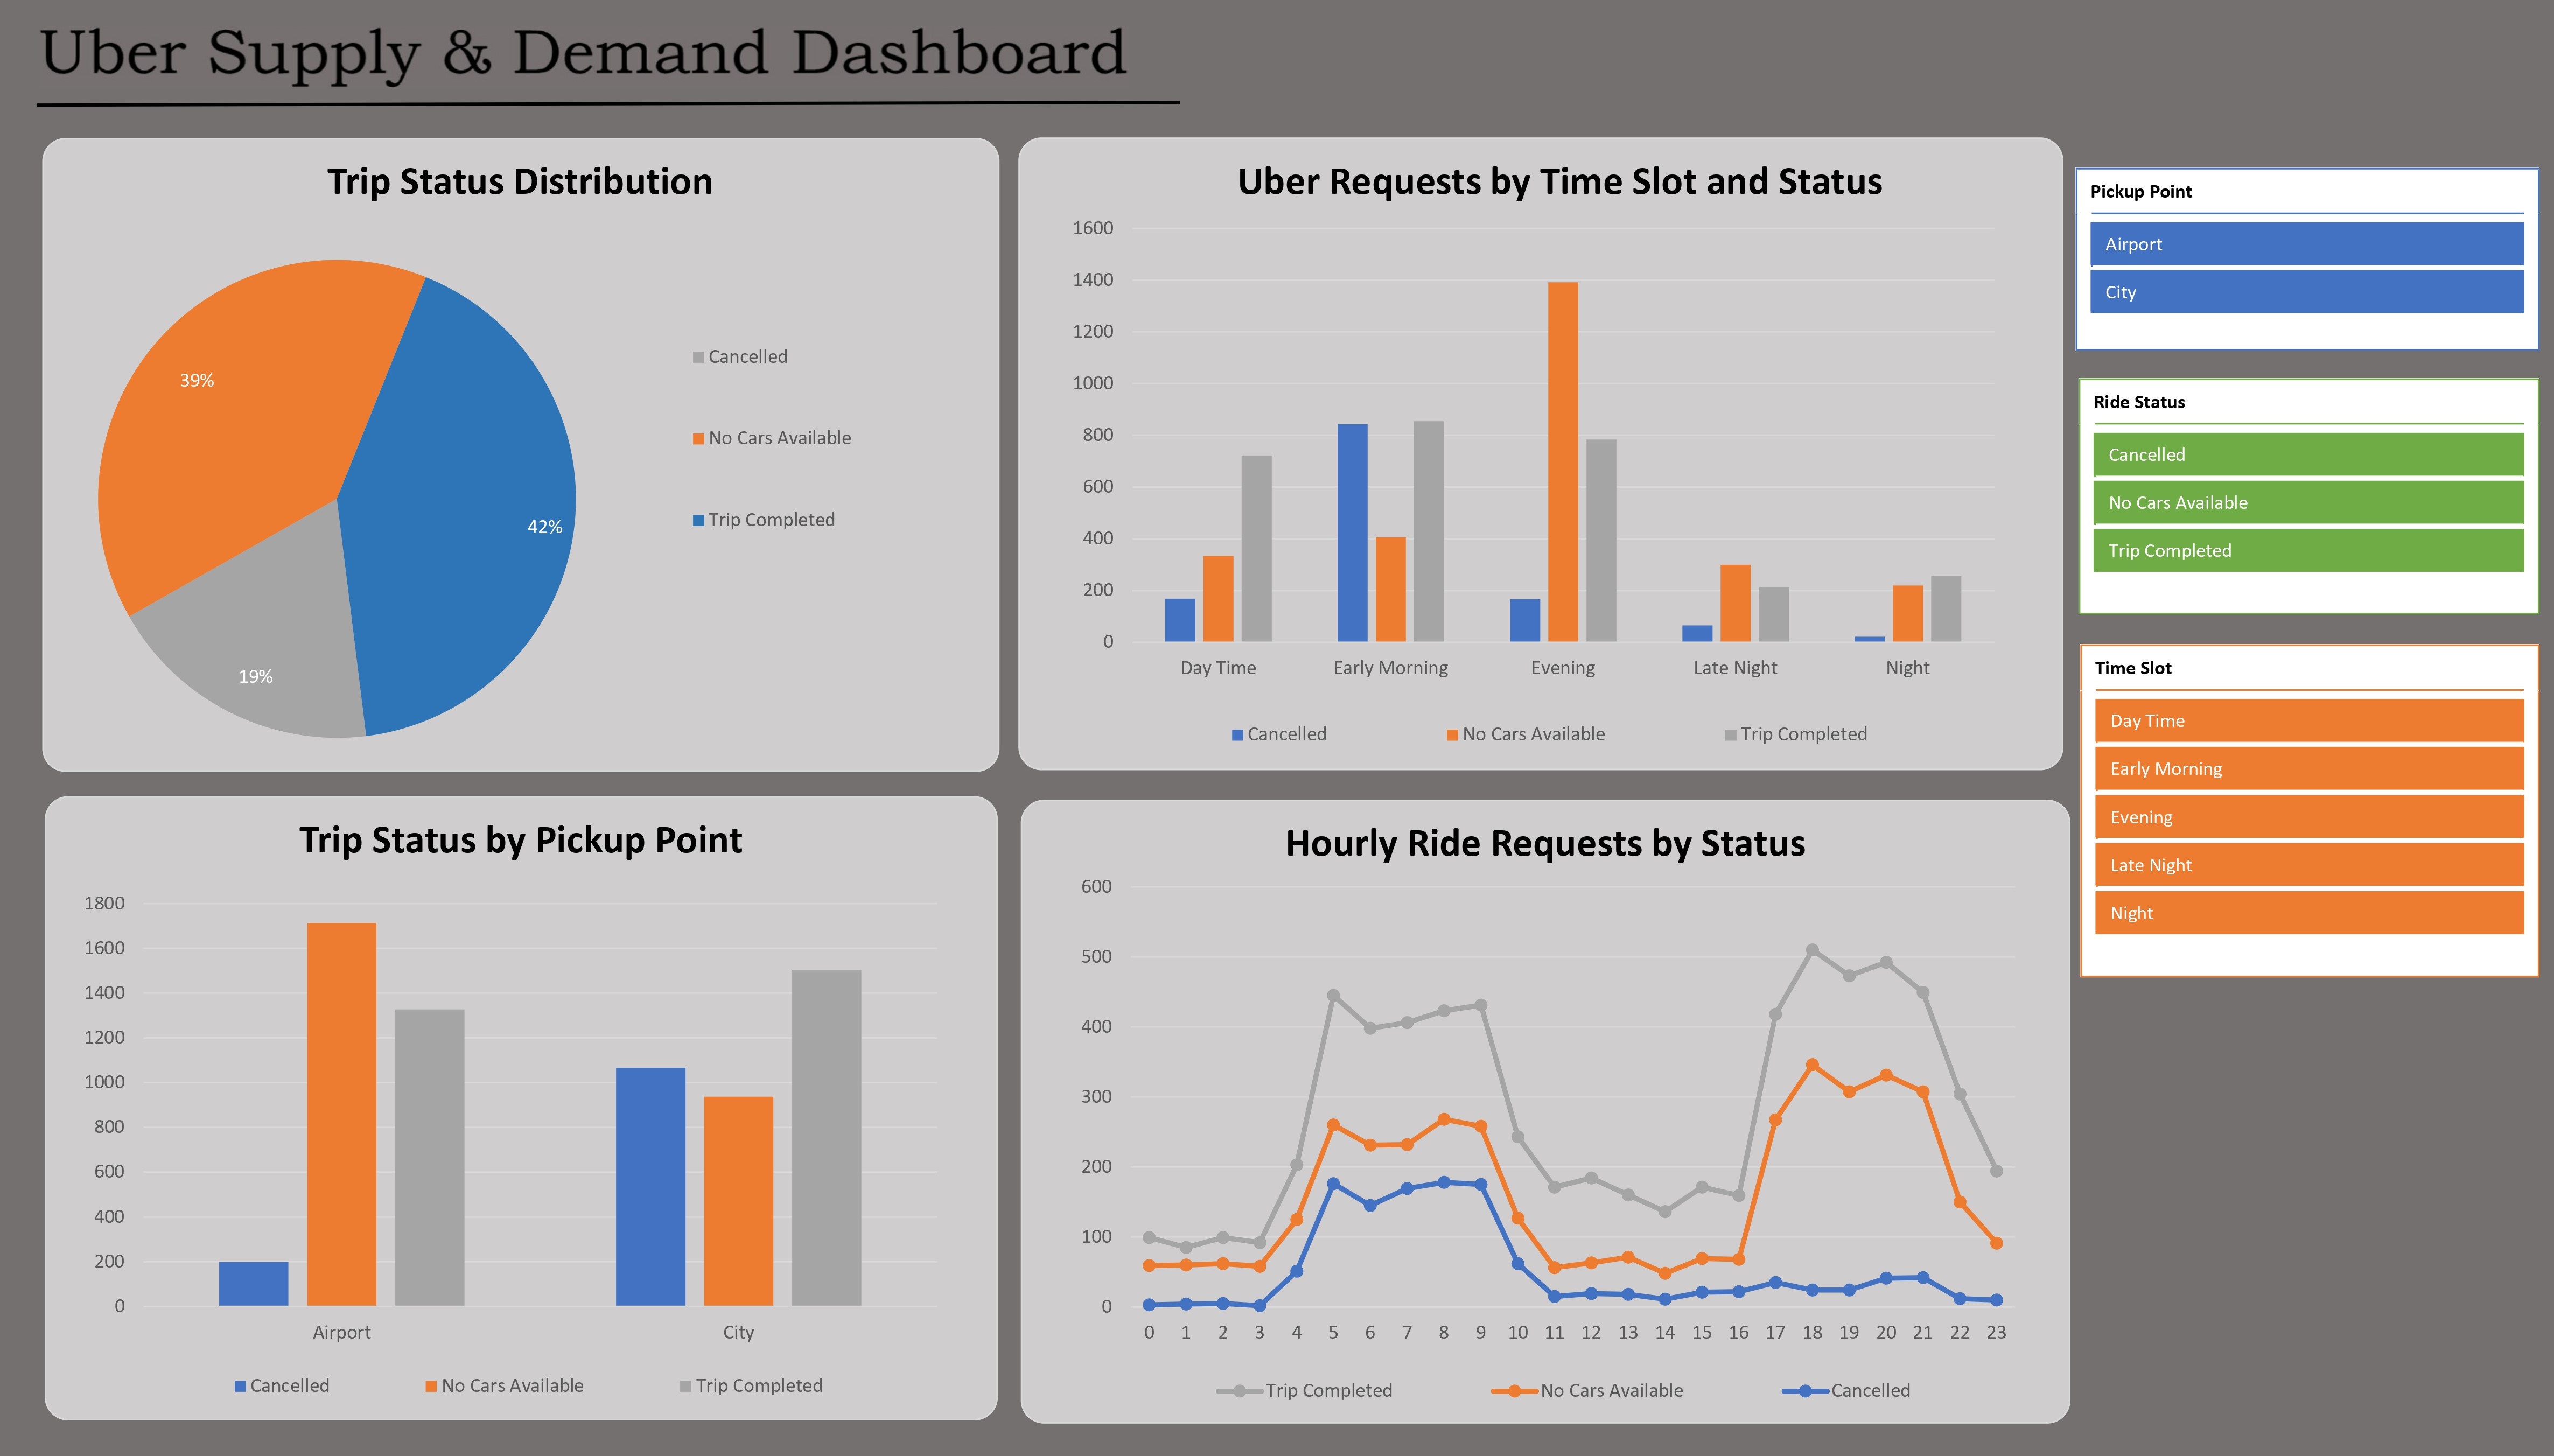 Uber Supply & Demand Dashboard
Trip Status Distribution
39%
42%
19%
Cancelled
No Cars Available
Trip Completed
Uber Requests by Time Slot and Status
1600
1400
1200
1000
800
600
400
200
0
Day Time Early Morning Evening Late Night Night
Cancelled No Cars Available Trip Completed
Pickup Point
Airport
City
Ride Status
Cancelled
No Cars Available
Trip Completed
Time Slot
Day Time
Early Morning
Evening
Late Night
Night
Trip Status by Pickup Point
1800
1600
1400
1200
1000
800
600
400
200
0
Airport City
Cancelled No Cars Available Trip Completed
Hourly Ride Requests by Status
600
500
400
300
200
100
0
0 1 2 3 4 5 6 7 8 9 10 11 12 13 14 15 16 17 18 19 20 21 22 23
Trip Completed No Cars Available Cancelled